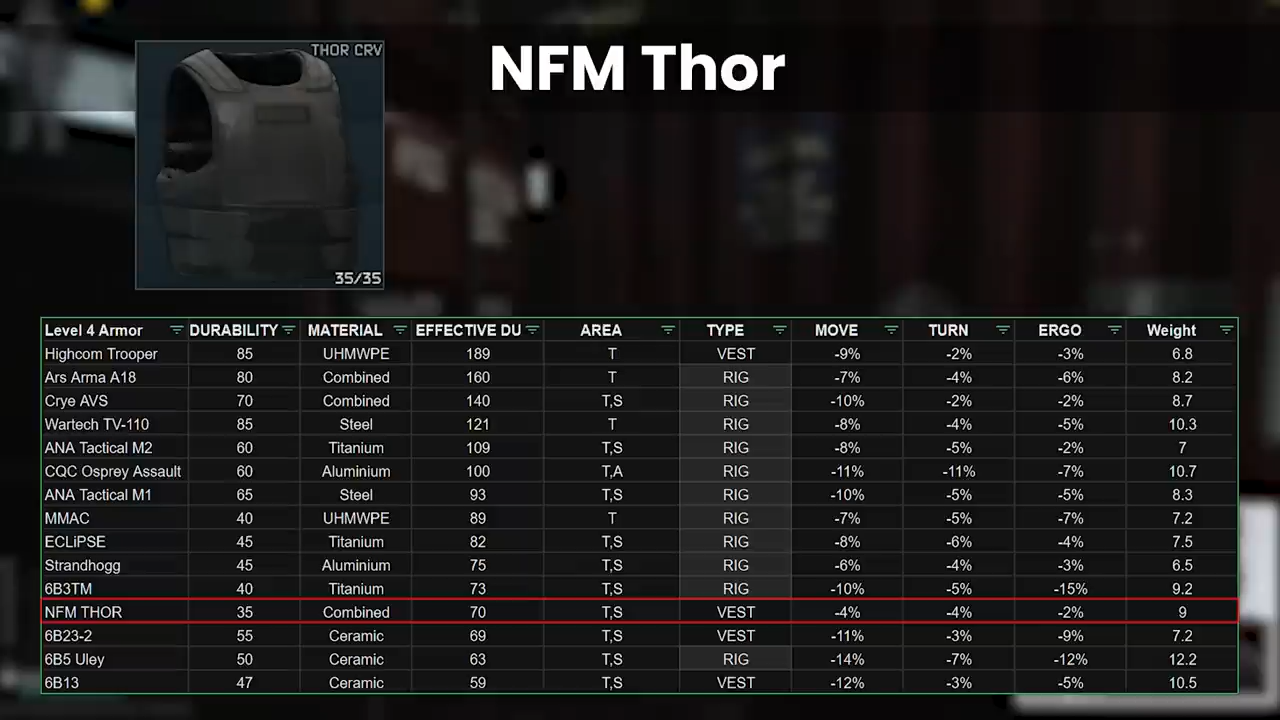 THOR CRV
NFM Thor
35/35
Level 4 Armor DURABILITY MATERIAL EFFECTIVE DU AREA TYPE MOVE TURN ERGO Weight
Highcom Trooper 85 UHMWPE 189 T VEST -9% -2% -3% 6.8
Ars Arma A18 80 Combined 160 T RIG -7% -4% -6% 8.2
Crye AVS 70 Combined 140 T,S RIG -10% -2% -2% 8.7
Wartech TV-110 85 Steel 121 T RIG -8% -4% -5% 10.3
ANA Tactical M2 60 Titanium 109 T,S RIG -8% -5% -2% 7
CQC Osprey Assault 60 Aluminium 100 T,A RIG -11% -11% -7% 10.7
ANA Tactical M1 65 Steel 93 T,S RIG -10% -5% -5% 8.3
MMAC 40 UHMWPE 89 T RIG -7% -5% -7% 7.2
ECLiPSE 45 Titanium 82 T,S RIG -8% -6% -4% 7.5
Strandhogg 45 Aluminium 75 T,S RIG -6% -4% -3% 6.5
6B3TM 40 Titanium 73 T,S RIG -10% -5% -15% 9.2
NFM THOR 35 Combined 70 T,S VEST -4% -4% -2% 9
6B23-2 55 Ceramic 69 T,S VEST -11% -3% -9% 7.2
6B5 Uley 50 Ceramic 63 T,S RIG -14% -7% -12% 12.2
6B13 47 Ceramic 59 T,S VEST -12% -3% -5% 10.5